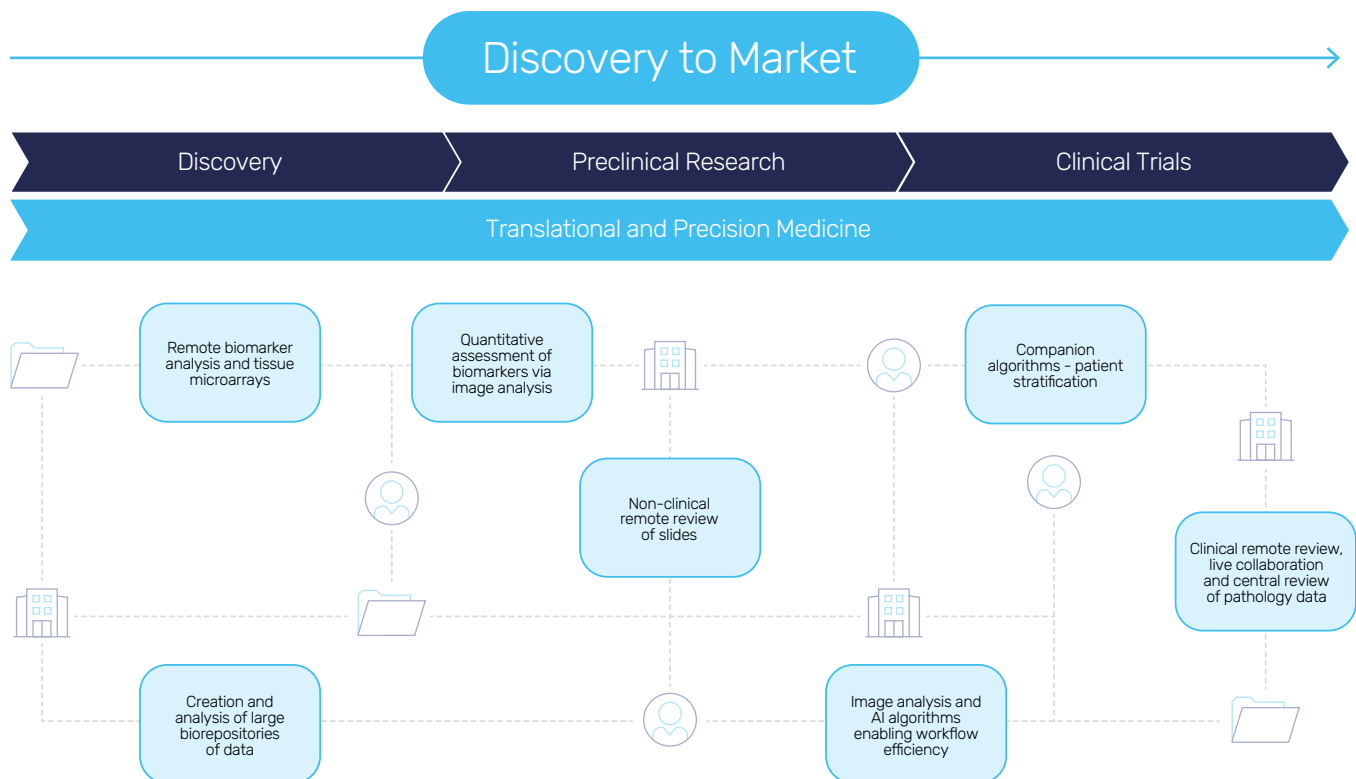 Discovery to Market
Discovery
Preclinical Research
Clinical Trials
Translational and Precision Medicine
Remote biomarker
analysis and tissue
microarrays
Quantitative
assessment of
biomarkers via
image analysis
Companion
algorithms - patient
stratification
Non-clinical
remote review
of slides
Clinical remote review,
live collaboration
and central review
of pathology data
Creation and
analysis of large
biorepositories
of data
Image analysis and
AI algorithms
enabling workflow
efficiency